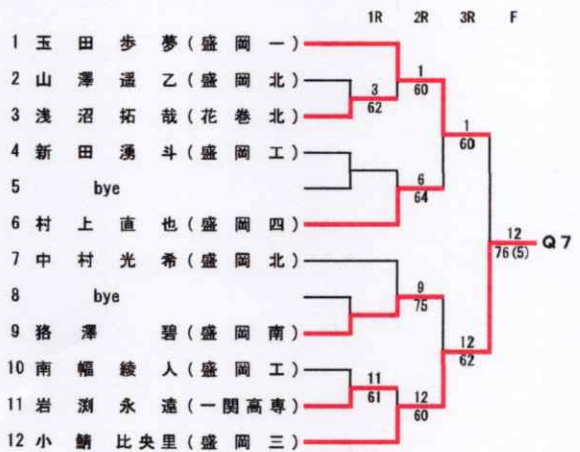 1R 2R 3R F
1 玉田歩夢(盛岡一)
2 山澤遥乙(盛岡北)
3 浅沼拓哉(花巻北)
4 新田湧斗(盛岡工)
5 bye
6 村上直也(盛岡四)
7 中村光希(盛岡北)
8 bye
9 狢澤碧(盛岡南)
10 南幅綾人(盛岡工)
11 岩渕永遠(一関高専)
12 小鯖比央里(盛岡三)
3
62
11
61
1
60
6
64
9
75
12
60
1
60
12
62
12
76(5)
Q7